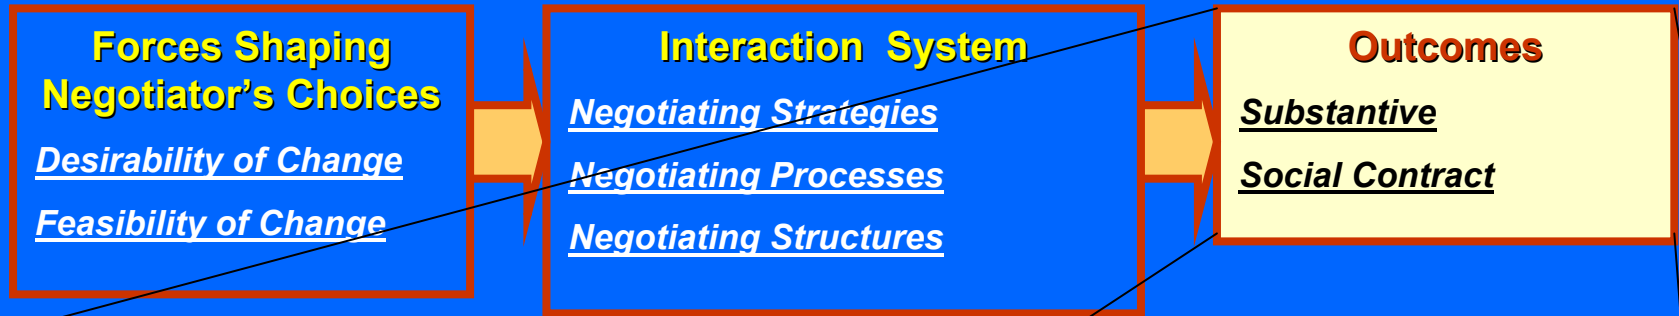 Forces Shaping
Negotiator’s Choices
Desirability of Change
Feasibility of Change
Interaction System
Negotiating Strategies
Negotiating Processes
Negotiating Structures
Outcomes
Substantive
Social Contract